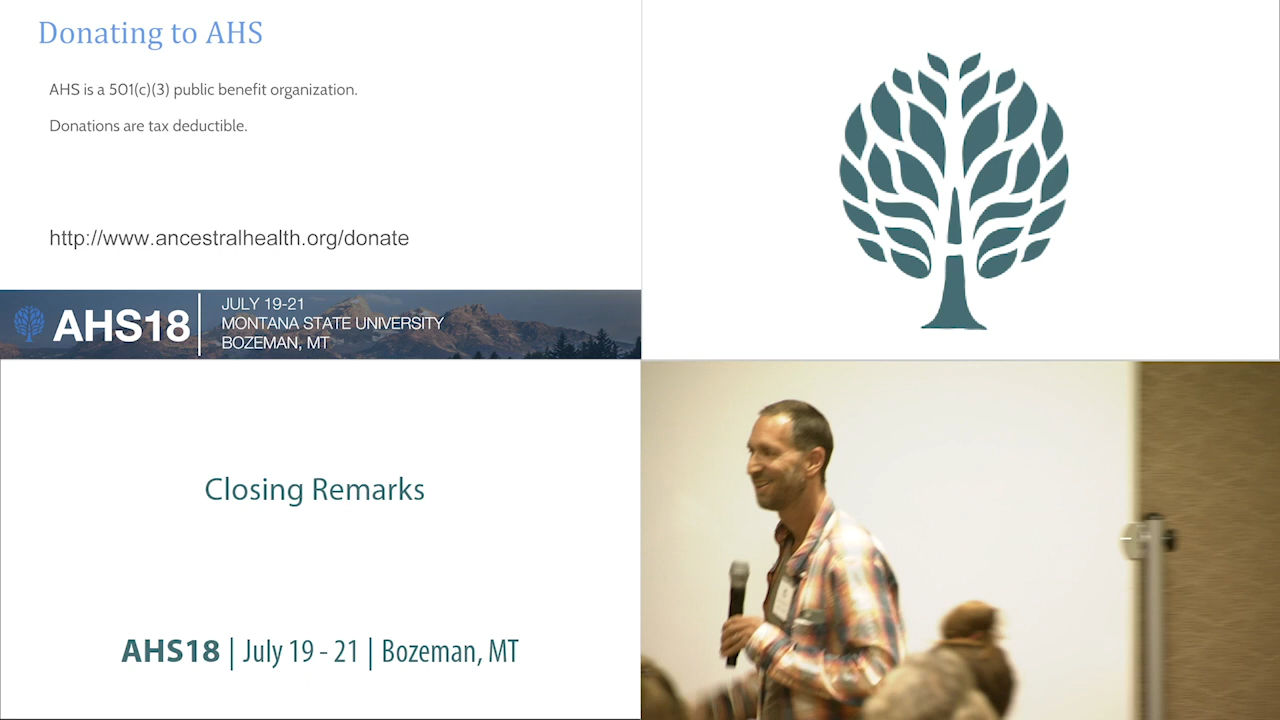 Donating to AHS
AHS is a 501(c)(3) public benefit organization.
Donations are tax deductible.
http://www.ancestralhealth.org/donate
AHS18
JULY 19-21
MONTANA STATE UNIVERSITY
BOZEMAN, MT
Closing Remarks
AHS18 | July 19 - 21 | Bozeman, MT